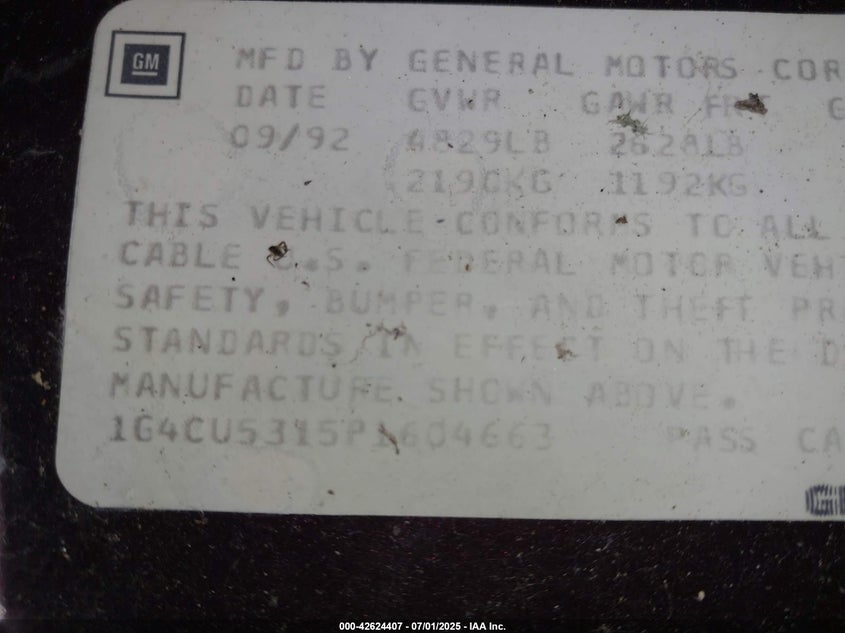 GM
MFD BY GENERAL MOTORS COR
DATE GVWR GAWR FRT G
09/92 4829LB 2628LB
2190KG 1192KG
THIS VEHICLE CONFORMS TO ALL
CABLE U.S. FEDERAL MOTOR VEH
SAFETY, BUMPER, AND THEFT PR
STANDARDS IN EFFECT ON THE D
MANUFACTURE SHOWN ABOVE.
1G4CU5315P1604663 PASS CA
000-42624407 - 07/01/2025 - IAA Inc.